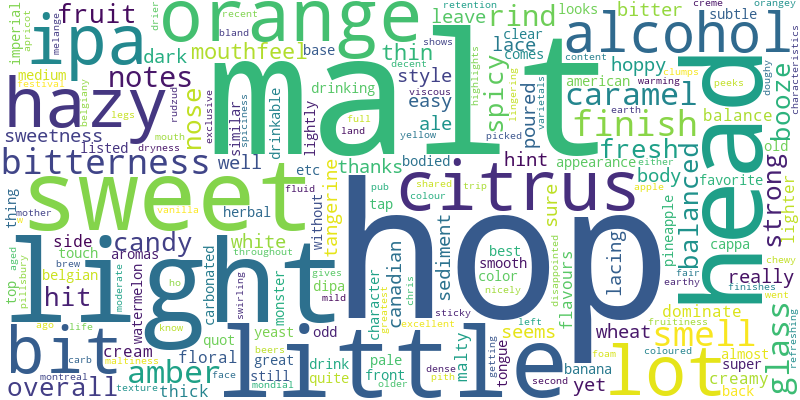 imperial
apricot
drier
fruit
melange
recent
bland
ipa
orange
retention
shows
leave
rind
looks
bitter
creme
subtle
orangey
characteristics
dark
mouthfeel
base
thin
lace
clear
comes
decent
alcohol
content
warming
clumps
peeks
doughy
medium
festival
belgiany
notes
legs
rudzud
nose
exclusive
malt
drinking
style
viscous
highlights
spicy
hoppy
american
caramel
head
booze
hazy
similar
spiciness
drinkable
full
easy
yellow
ale
lingering
poured
varietals
earth
balance
finish
sweetness
listed
dryness
mouth
lightly
land
picked
fresh
old
bitterness
well
etc
thanks
bodied
hint
appearance
either
favorite
body
balanced
strong
lighter
thing
mother
sweet
vanilla
herbal
fluid
without
tangerine
pub
tap
shared
colour
trip
citrus
sure
apple
pineapple
cappa
chewy
light
side
touch
candy
aromas
white
throughout
canadian
sediment
best
smooth
color
disappointed
flavours
hop
lacing
fair
earthy
finishes
really
went
top
aged
pillsbury
belgian
brew
hit
moderate
watermelon
ho
carbonated
swirling
monster
gives
mild
dipa
character
greatest
chris
sticky
nicely
dominate
fruitiness
smell
glass
refreshing
bit
ago
life
carb
maltiness
cream
know
quot
floral
yeast
beers
odd
great
still
little
excellent
malty
dense
pith
front
pale
older
drink
quite
getting
tongue
left
second
seems
foam
banana
wheat
yet
coloured
lot
almost
super
creamy
back
overall
montreal
amber
texture
thick
face
mondial